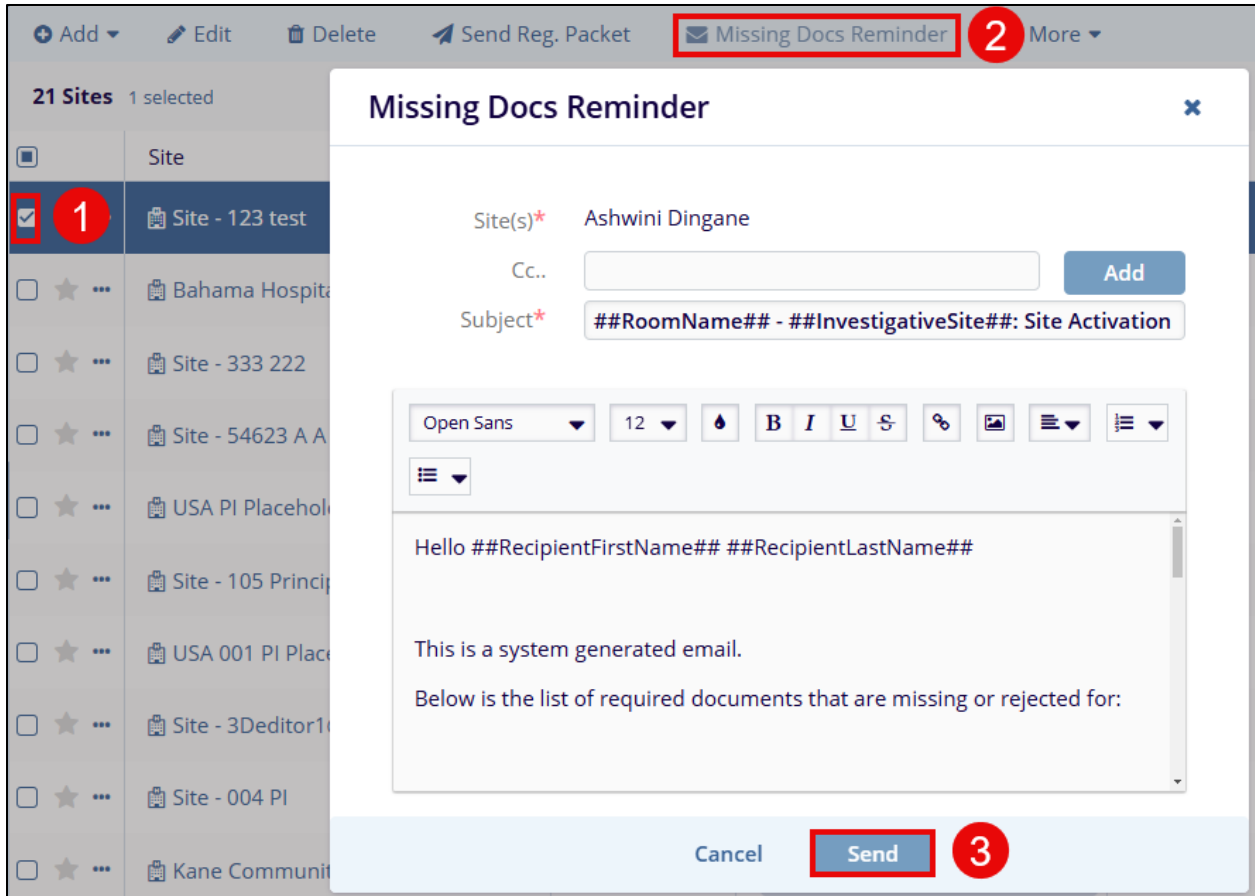 Add Edit Delete Send Reg. Packet Missing Docs Reminder 2 More
21 Sites 1 selected
Missing Docs Reminder
Site
1 Site - 123 test
Bahama Hospita
Site - 333 222
Site - 54623 A A
USA PI Placehol
Site - 105 Princip
USA 001 PI Place
Site - 3Deditor1
Site - 004 PI
Kane Communit
Site(s)* Ashwini Dingane
Cc.. Add
Subject* ##RoomName## - ##InvestigativeSite##: Site Activation
Open Sans 12 B I U S
Hello ##RecipientFirstName## ##RecipientLastName##
This is a system generated email.
Below is the list of required documents that are missing or rejected for:
Cancel Send 3